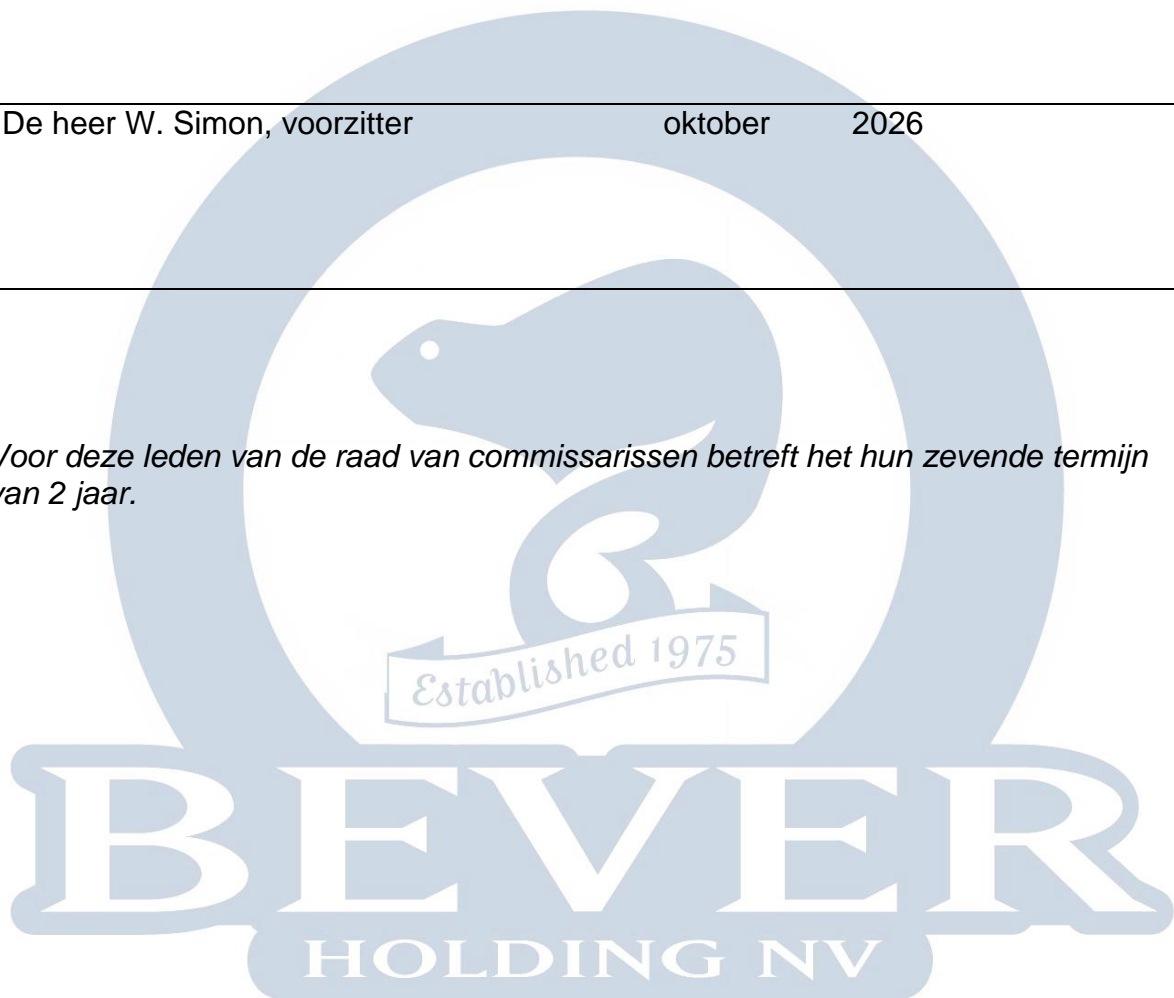 De heer W. Simon, voorzitter oktober 2026
Voor deze leden van de raad van commissarissen betreft het hun zevende termijn
van 2 jaar.
Established 1975
BEVER
HOLDING NV